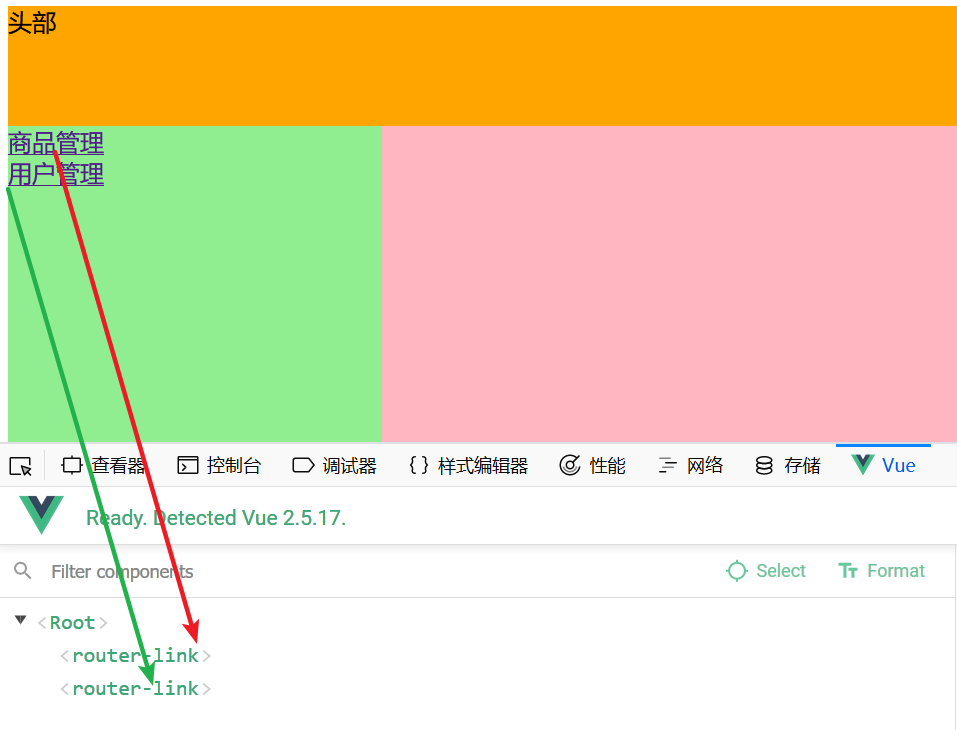 头部
商品管理
用户管理
查看器 控制台 调试器 {} 样式编辑器 性能 网络 存储 Vue
Ready. Detected Vue 2.5.17.
Filter components Select Format
<Root>
<router-link>
<router-link>